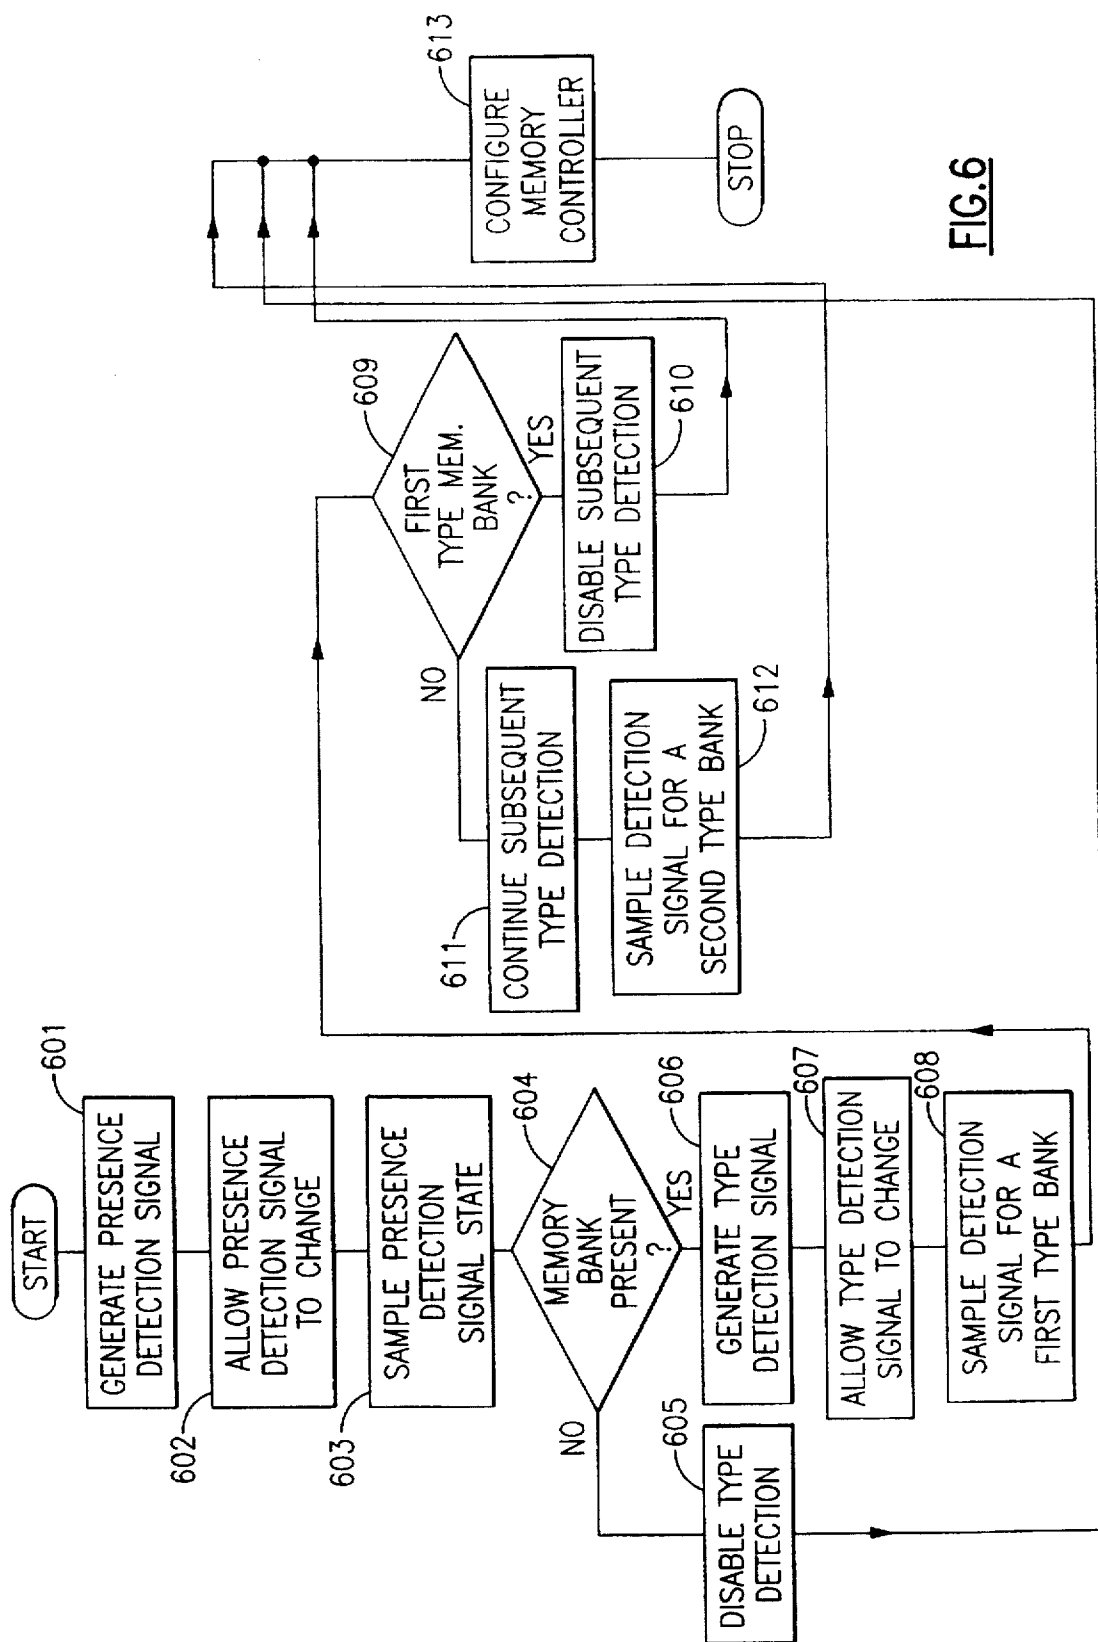 START
601
GENERATE PRESENCE
DETECTION SIGNAL
602
ALLOW PRESENCE
DETECTION SIGNAL
TO CHANGE
603
SAMPLE PRESENCE
DETECTION
SIGNAL STATE
604
MEMORY
BANK
PRESENT
?
NO
YES
605
DISABLE TYPE
DETECTION
606
GENERATE TYPE
DETECTION SIGNAL
607
ALLOW TYPE DETECTION
SIGNAL TO CHANGE
608
SAMPLE DETECTION
SIGNAL FOR A
FIRST TYPE BANK
609
FIRST
TYPE MEM.
BANK
?
NO
YES
611
CONTINUE SUBSEQUENT
TYPE DETECTION
DISABLE SUBSEQUENT
TYPE DETECTION
610
SAMPLE DETECTION
SIGNAL FOR A
SECOND TYPE BANK
612
613
CONFIGURE
MEMORY
CONTROLLER
STOP
FIG.6